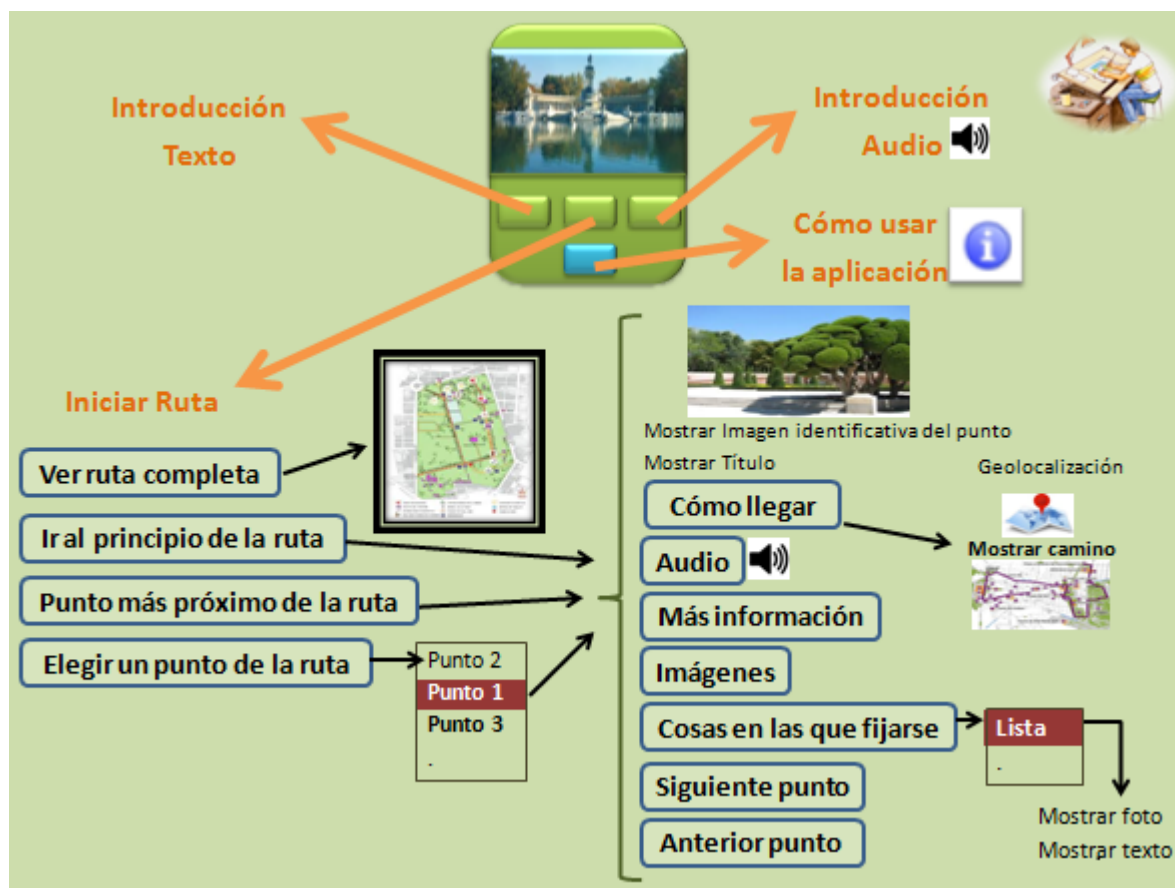 Introducción
Texto
Introducción
Audio
Cómo usar
la aplicación
Iniciar Ruta
Ver ruta completa
Ir al principio de la ruta
Punto más próximo de la ruta
Elegir un punto de la ruta
Punto 2
Punto 1
Punto 3
.
Mostrar Imagen identificativa del punto
Mostrar Título
Cómo llegar
Audio
Más información
Imágenes
Cosas en las que fijarse
Siguiente punto
Anterior punto
Geolocalización
Mostrar camino
Lista
.
Mostrar foto
Mostrar texto